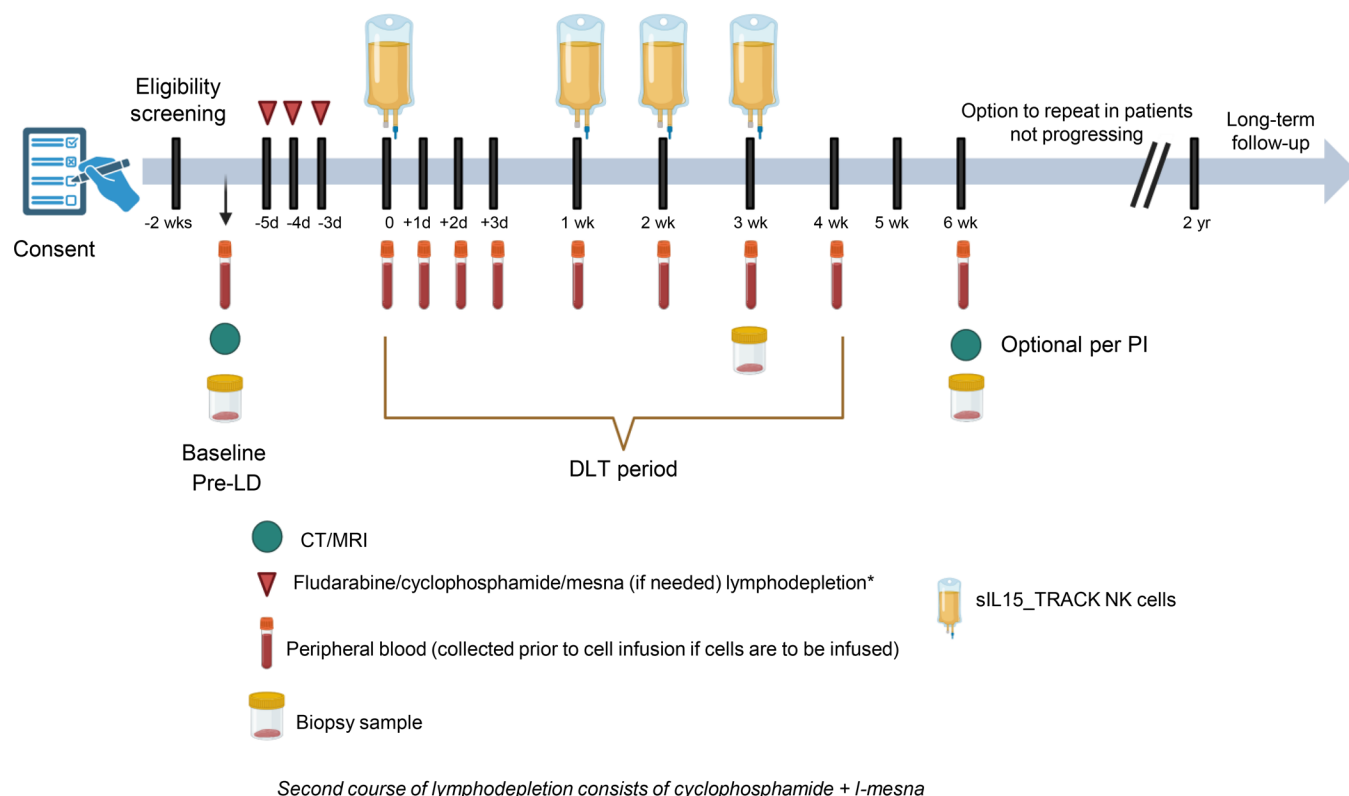 Eligibility
screening
Option to repeat in patients
not progressing
Long-term
follow-up
Consent
-2 wks
-5d
-4d
-3d
0
+1d
+2d
+3d
1 wk
2 wk
3 wk
4 wk
5 wk
6 wk
2 yr
Optional per PI
Baseline
Pre-LD
DLT period
CT/MRI
Fludarabine/cyclophosphamide/mesna (if needed) lymphodepletion*
sIL15_TRACK NK cells
Peripheral blood (collected prior to cell infusion if cells are to be infused)
Biopsy sample
Second course of lymphodepletion consists of cyclophosphamide + l-mesna